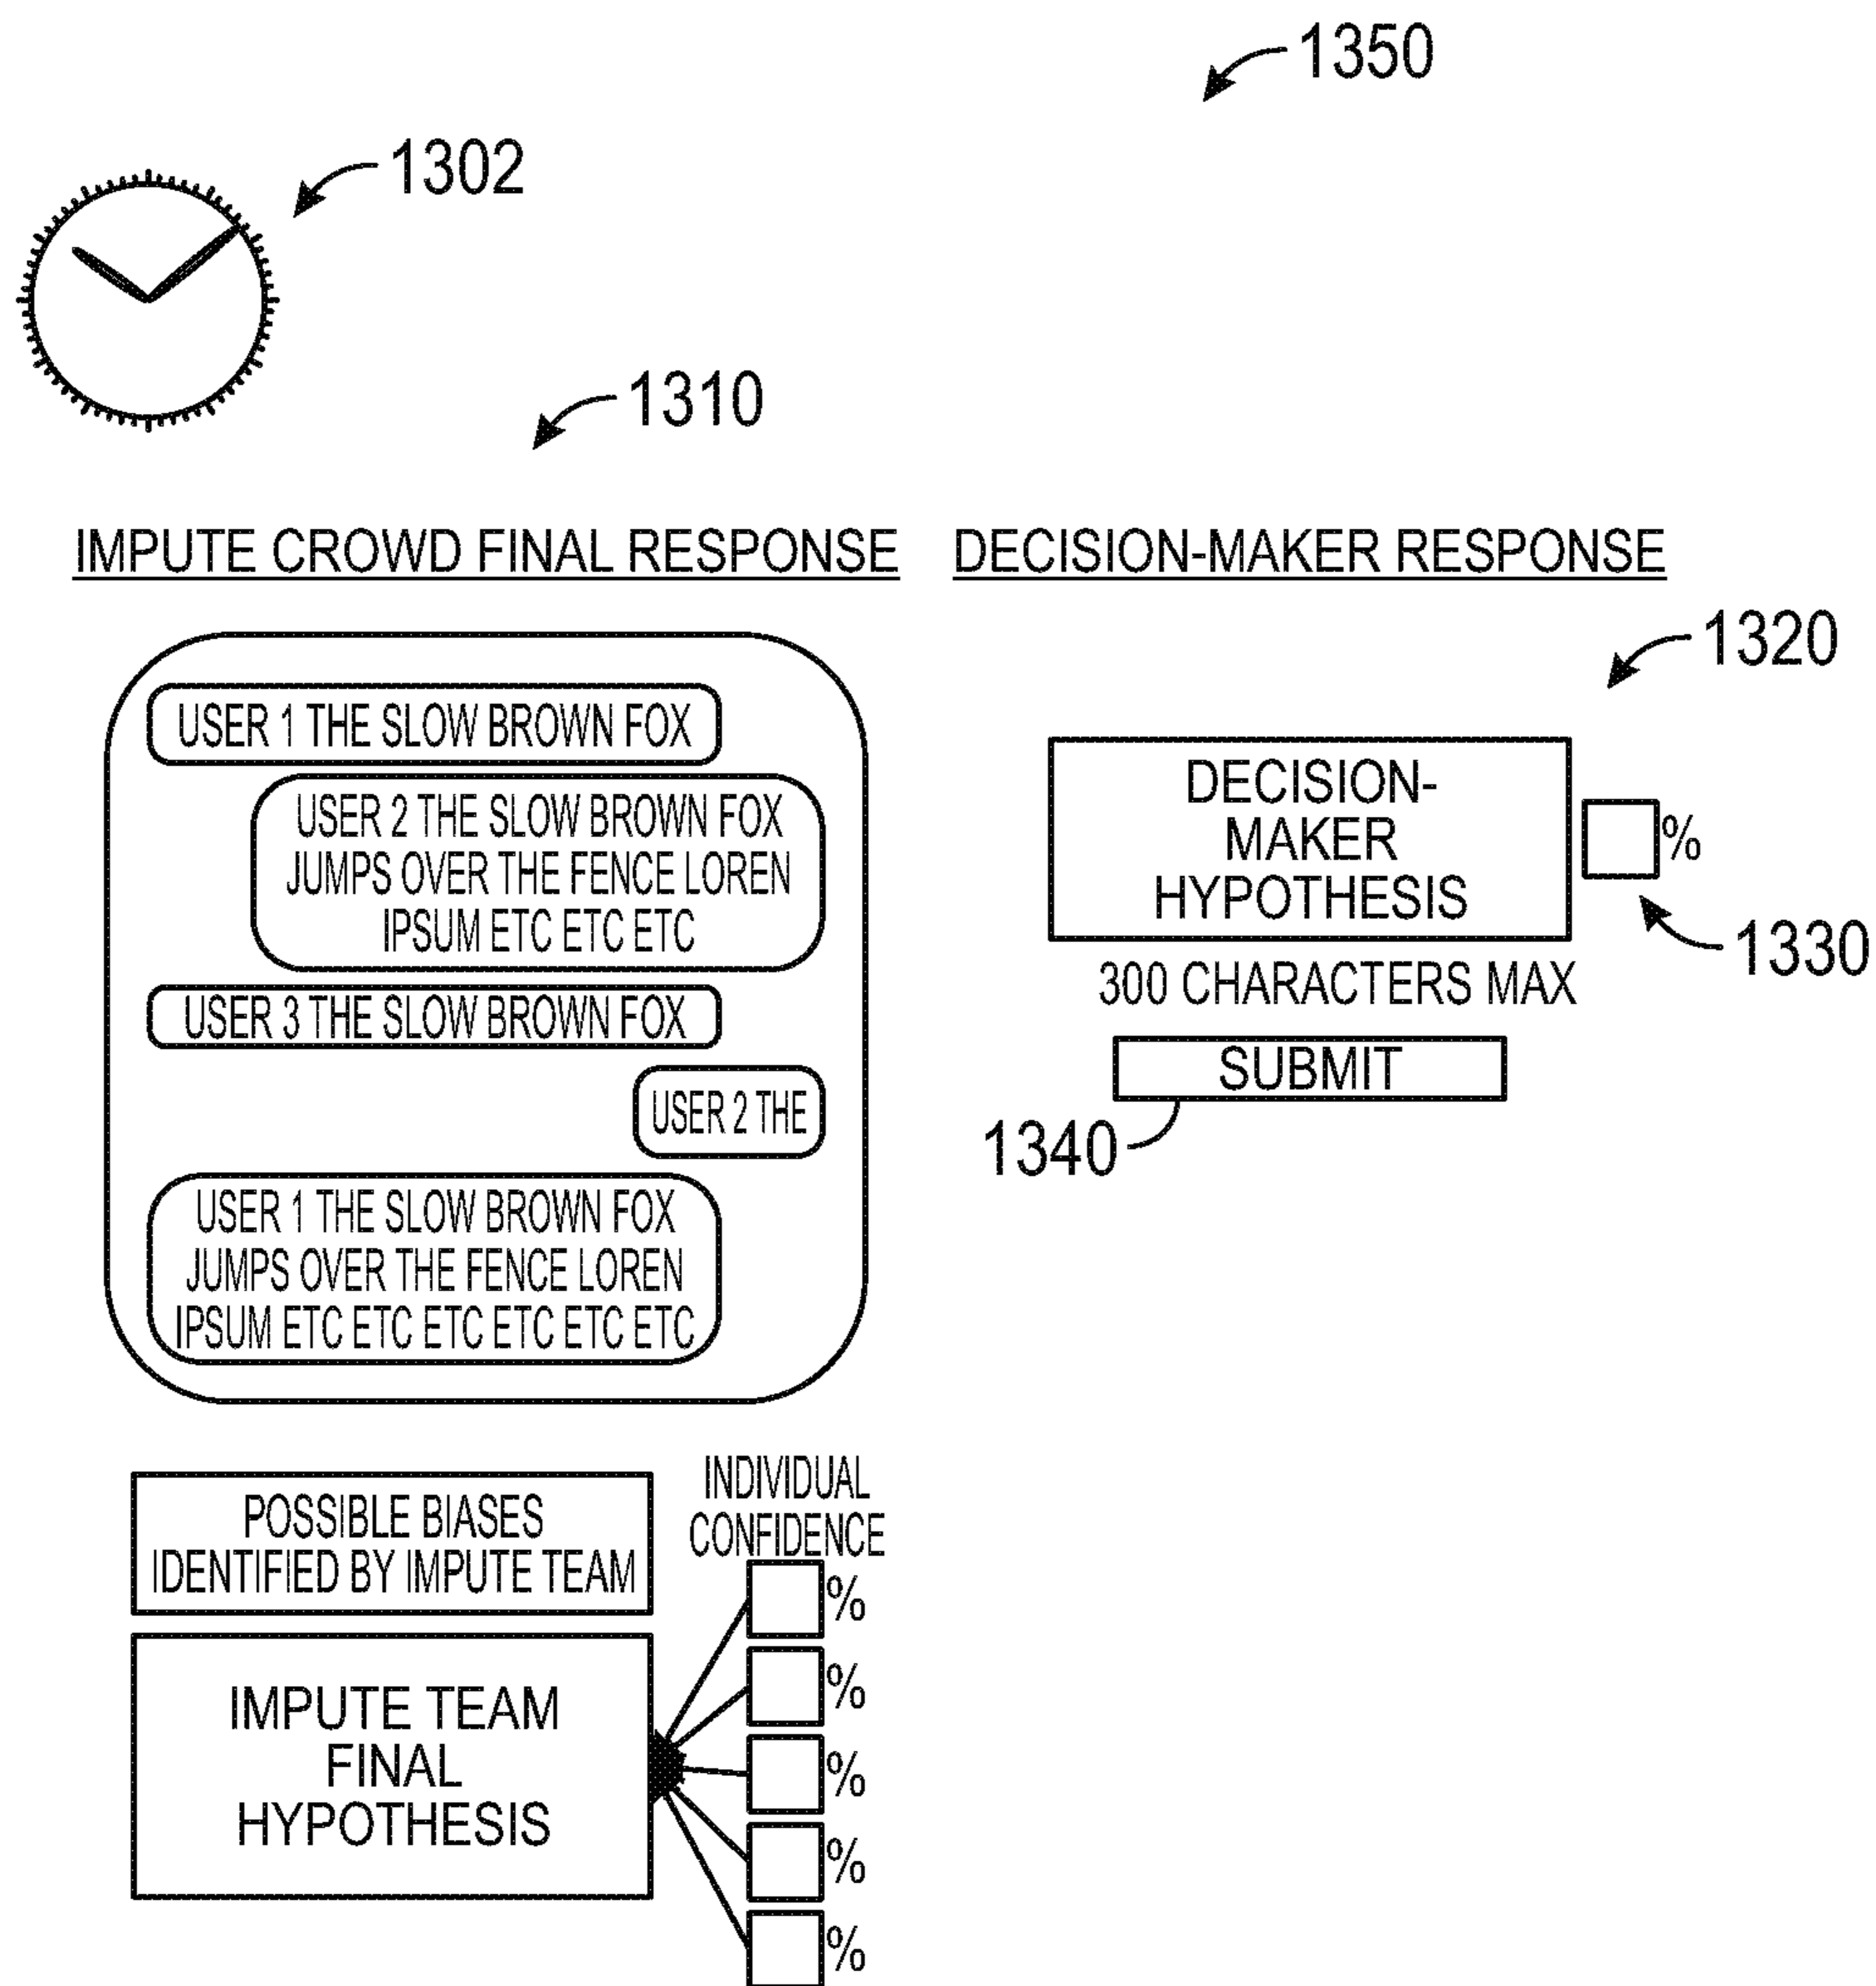 1350
1302
1310
IMPUTE CROWD FINAL RESPONSE
USER 1 THE SLOW BROWN FOX
USER 2 THE SLOW BROWN FOX
JUMPS OVER THE FENCE LOREN
IPSUM ETC ETC ETC
USER 3 THE SLOW BROWN FOX
USER 2 THE
USER 1 THE SLOW BROWN FOX
JUMPS OVER THE FENCE LOREN
IPSUM ETC ETC ETC ETC ETC ETC
POSSIBLE BIASES
IDENTIFIED BY IMPUTE TEAM
IMPUTE TEAM
FINAL
HYPOTHESIS
INDIVIDUAL
CONFIDENCE
%
%
%
%
%
DECISION-MAKER RESPONSE
1320
DECISION-
MAKER
HYPOTHESIS
%
1330
300 CHARACTERS MAX
SUBMIT
1340